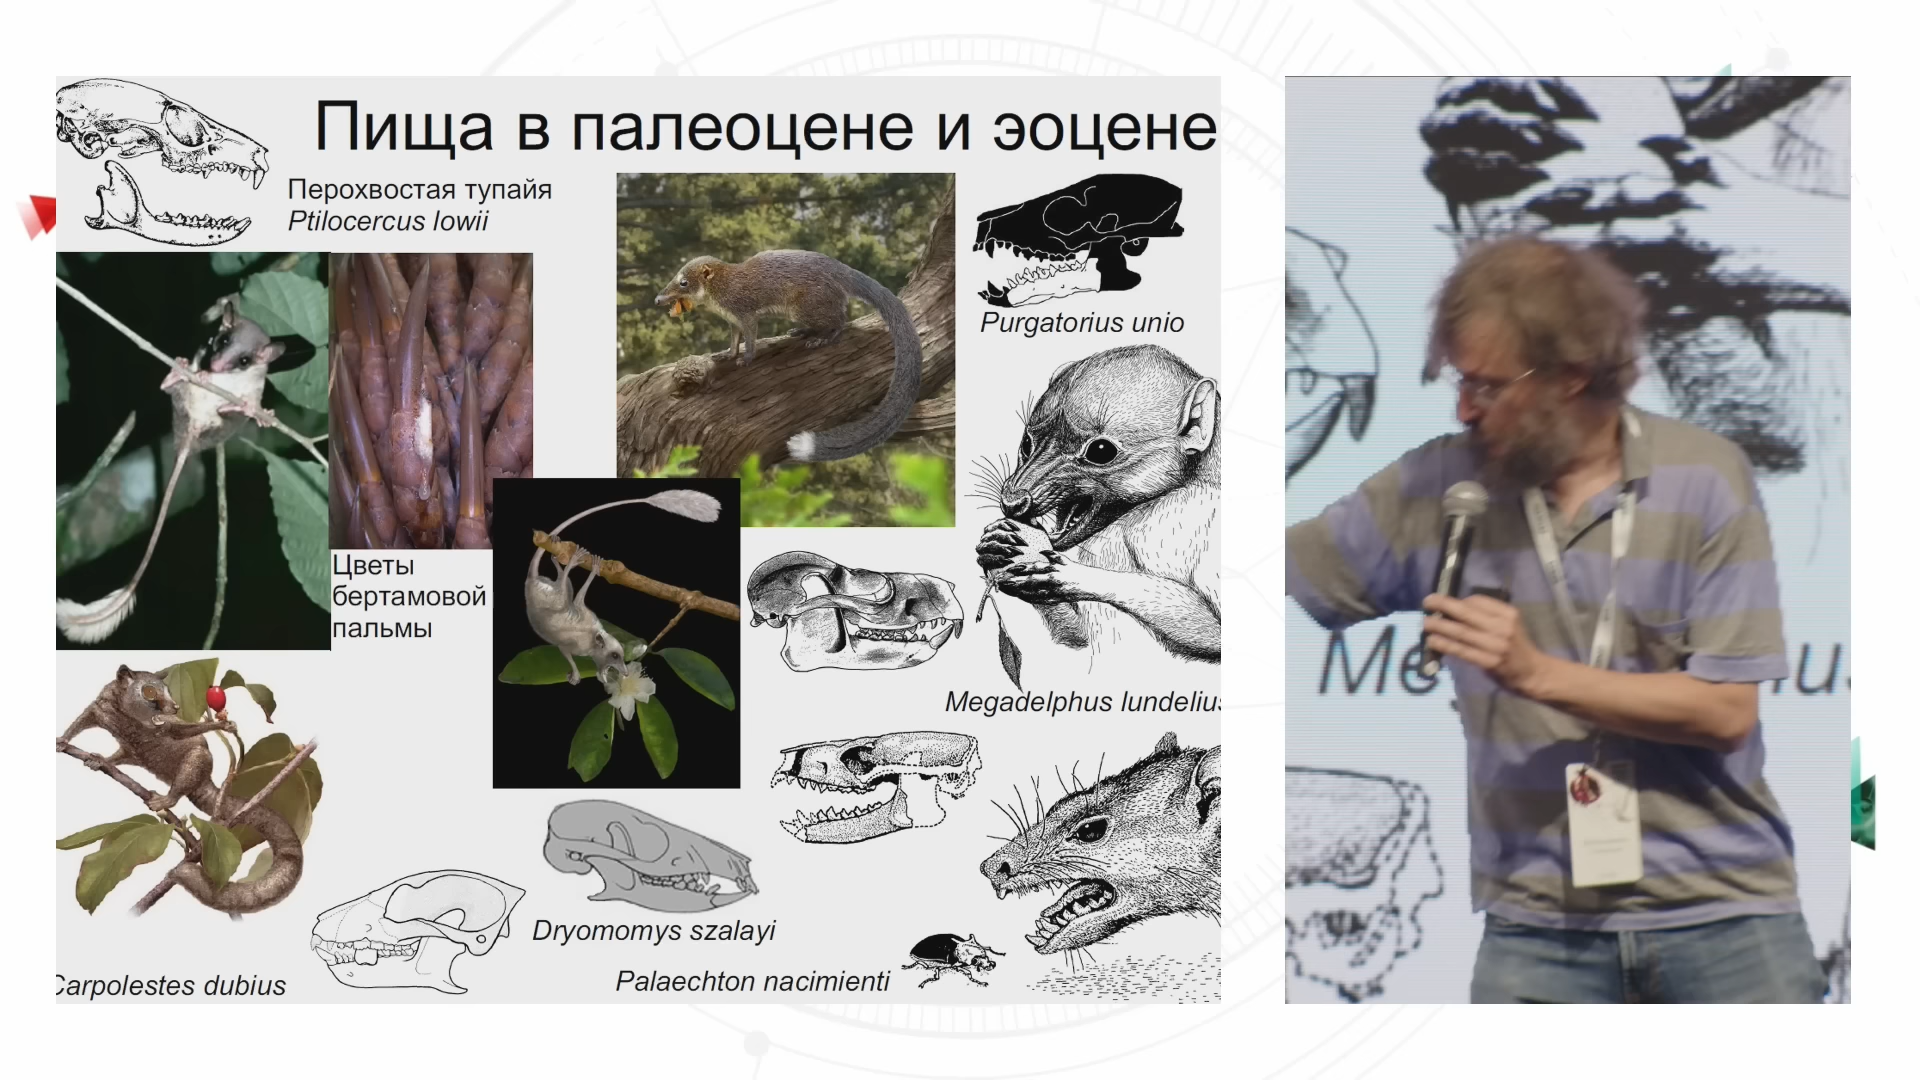 Пища в палеоцене и эоцене
Перохвостая тупайя
Ptilocercus lowii
Purgatorius unio
Цветы
бертамовой
пальмы
Megadelphus lundelius
Dryomomys szalayi
Palaechton nacimienti
Carpolestes dubius
Me